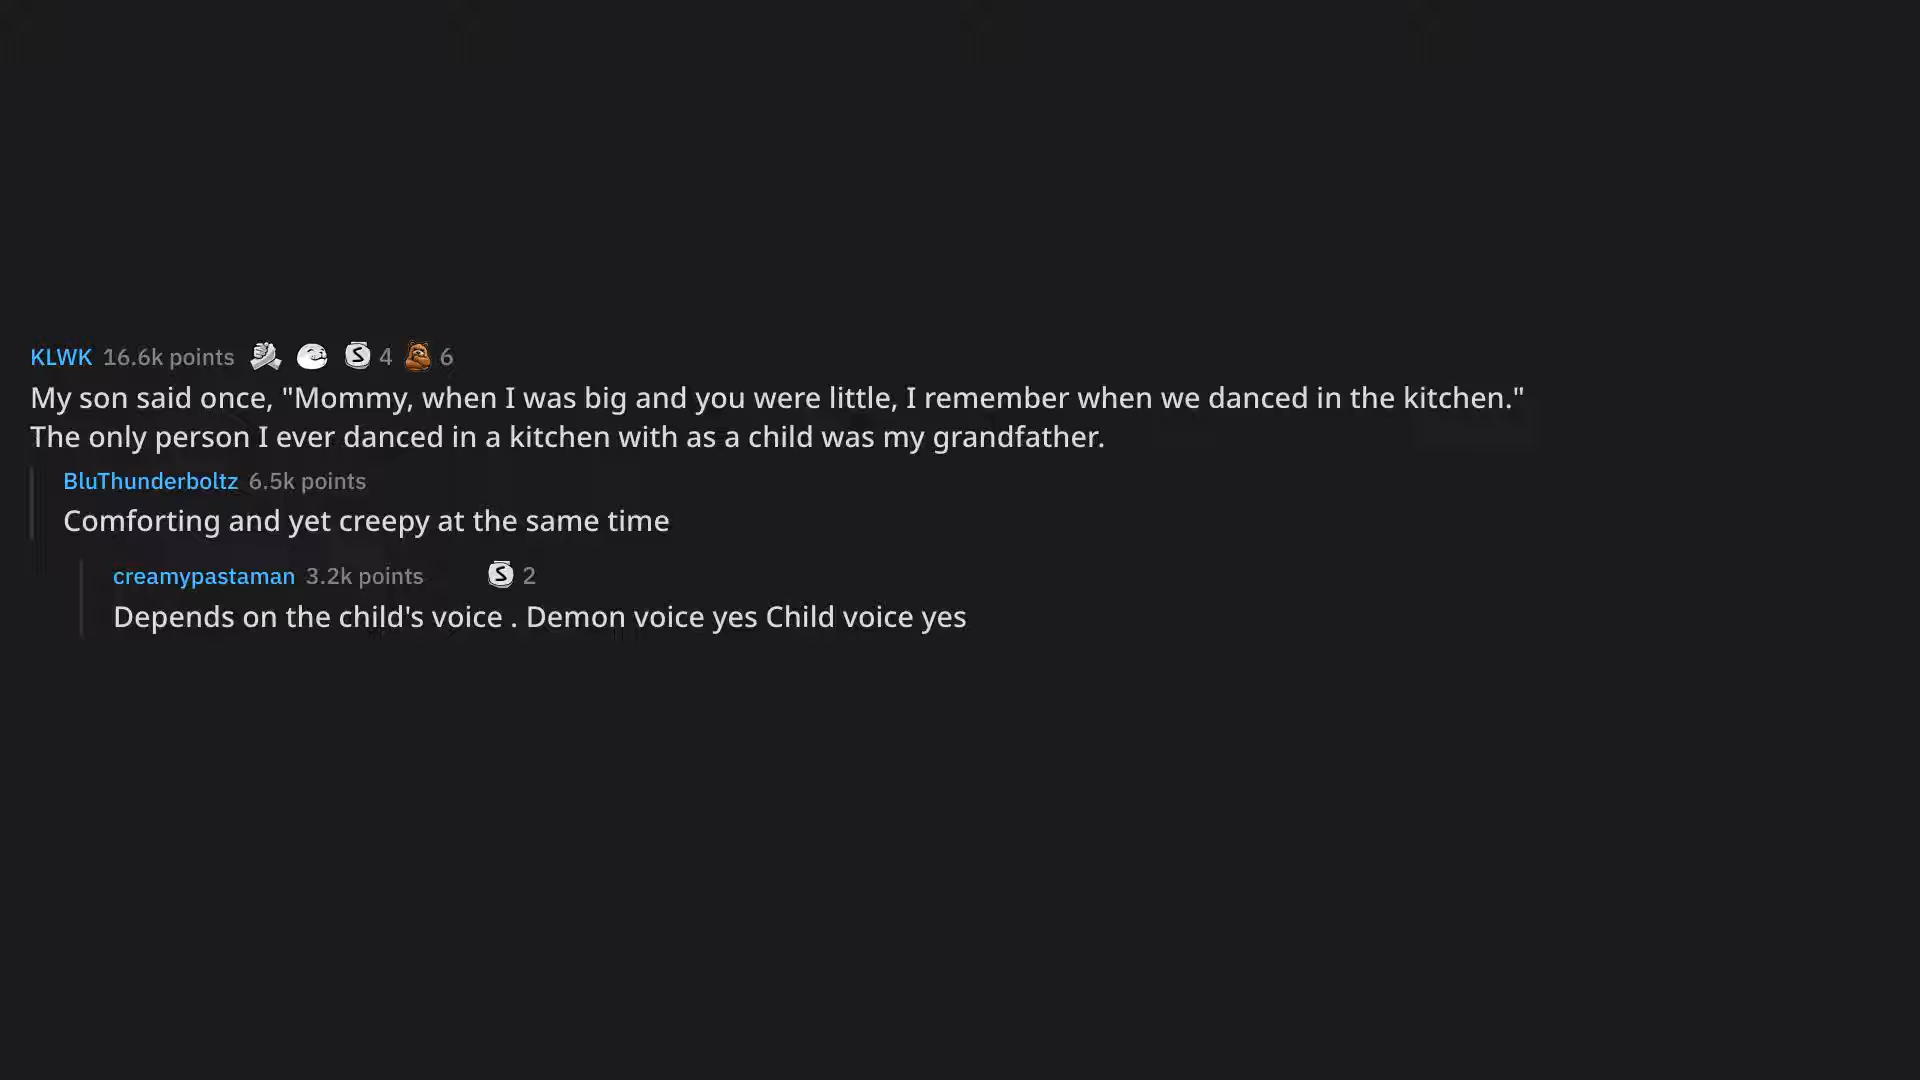 KLWK 16.6k points 4 6
My son said once, "Mommy, when I was big and you were little, I remember when we danced in the kitchen."
The only person I ever danced in a kitchen with as a child was my grandfather.
BluThunderboltz 6.5k points
Comforting and yet creepy at the same time
creamypastaman 3.2k points S 2
Depends on the child's voice . Demon voice yes Child voice yes